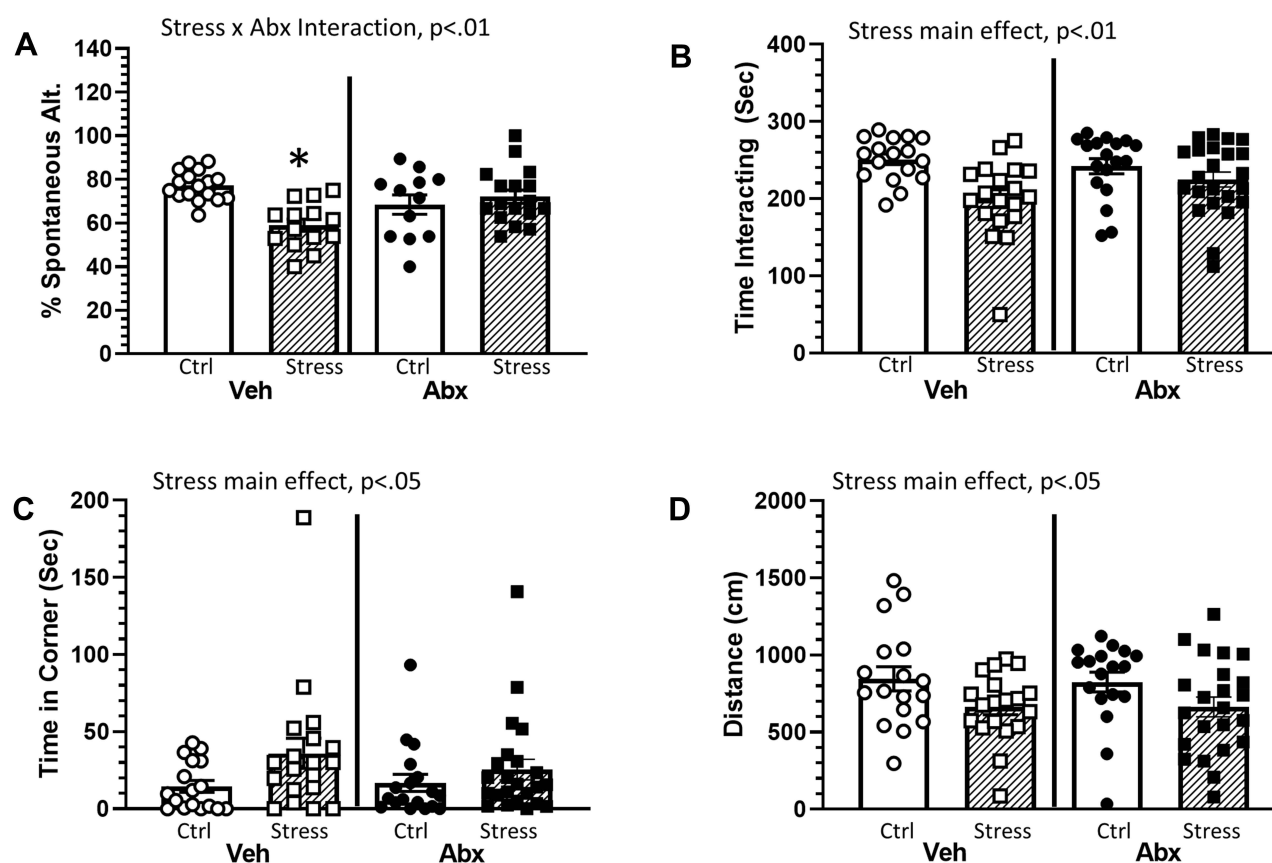 A
Stress x Abx Interaction, p<.01
% Spontaneous Alt.
140
120
100
80
60
40
20
0
*
Ctrl Stress Ctrl Stress
Veh Abx
B
Stress main effect, p<.01
Time Interacting (Sec)
400
300
200
100
0
Ctrl Stress Ctrl Stress
Veh Abx
C
Stress main effect, p<.05
Time in Corner (Sec)
200
150
100
50
0
Ctrl Stress Ctrl Stress
Veh Abx
D
Stress main effect, p<.05
Distance (cm)
2000
1500
1000
500
0
Ctrl Stress Ctrl Stress
Veh Abx